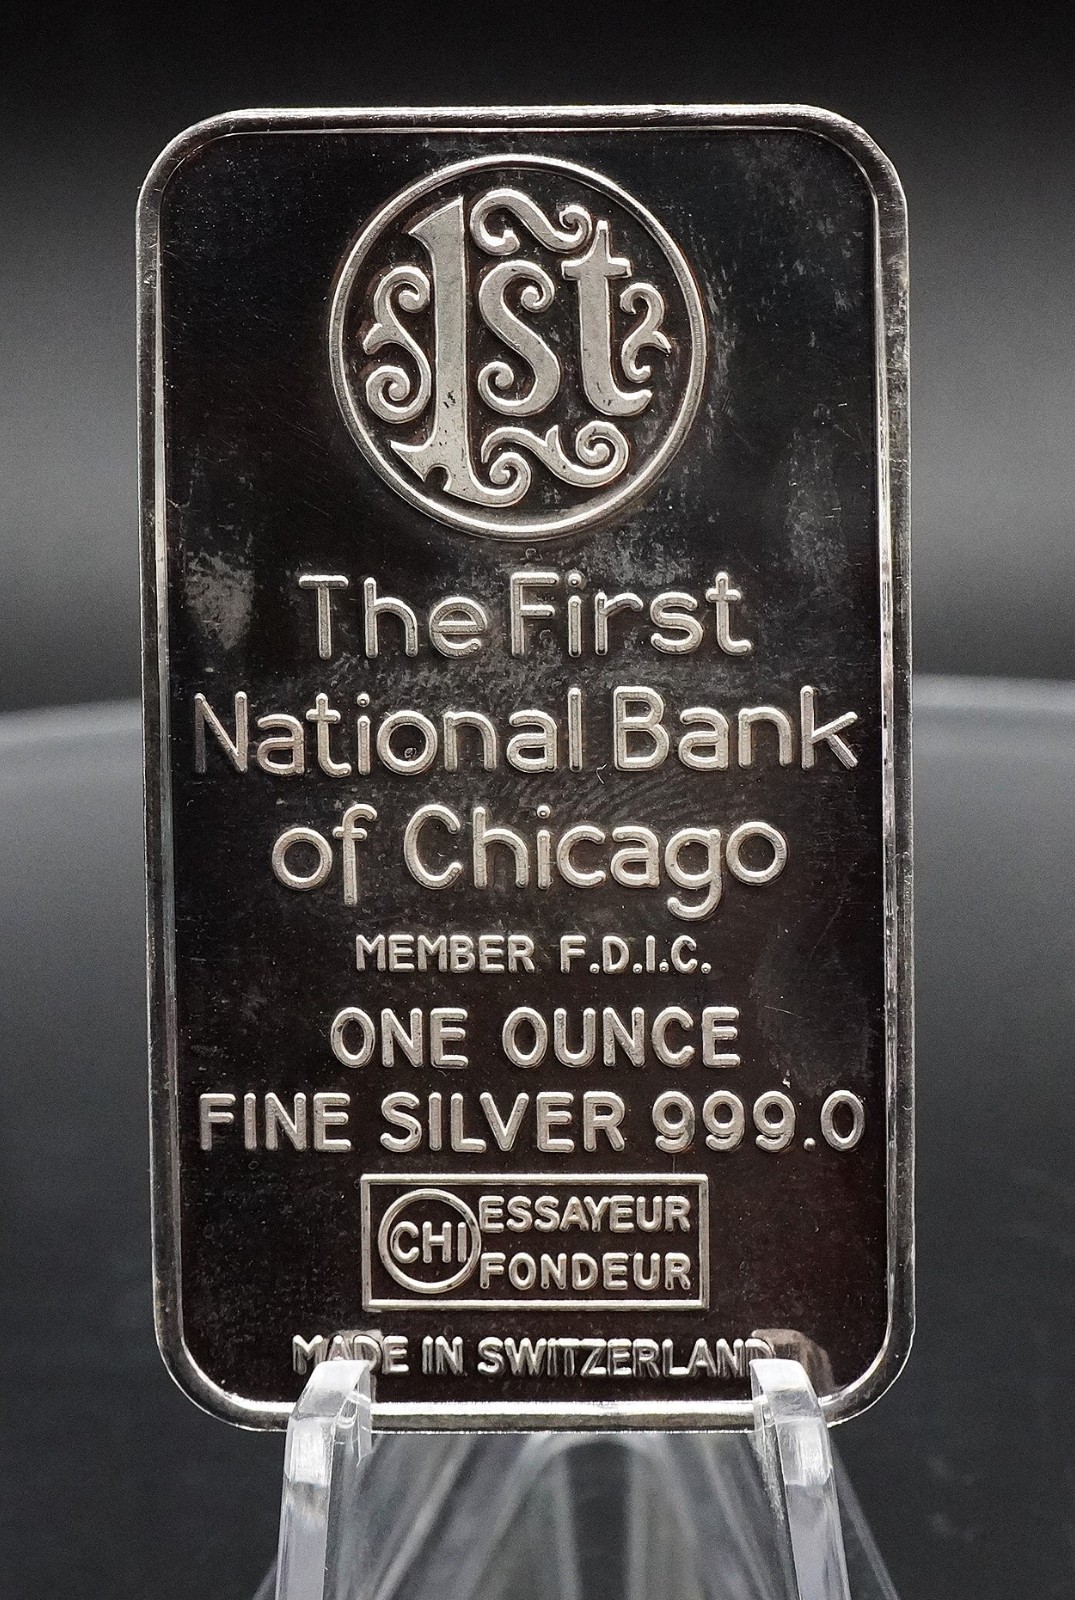 1st
The First
National Bank
of Chicago
MEMBER F.D.I.C.
ONE OUNCE
FINE SILVER 999.0
CHI ESSAYEUR
FONDEUR
MADE IN SWITZERLAND